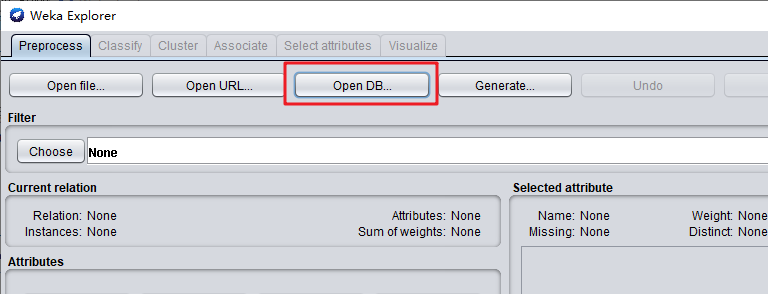 Weka Explorer
Preprocess Classify Cluster Associate Select attributes Visualize
Open file... Open URL... Open DB... Generate... Undo
Filter
Choose None
Current relation Selected attribute
Relation: None Attributes: None Name: None Weight: None
Instances: None Sum of weights: None Missing: None Distinct: None
Attributes